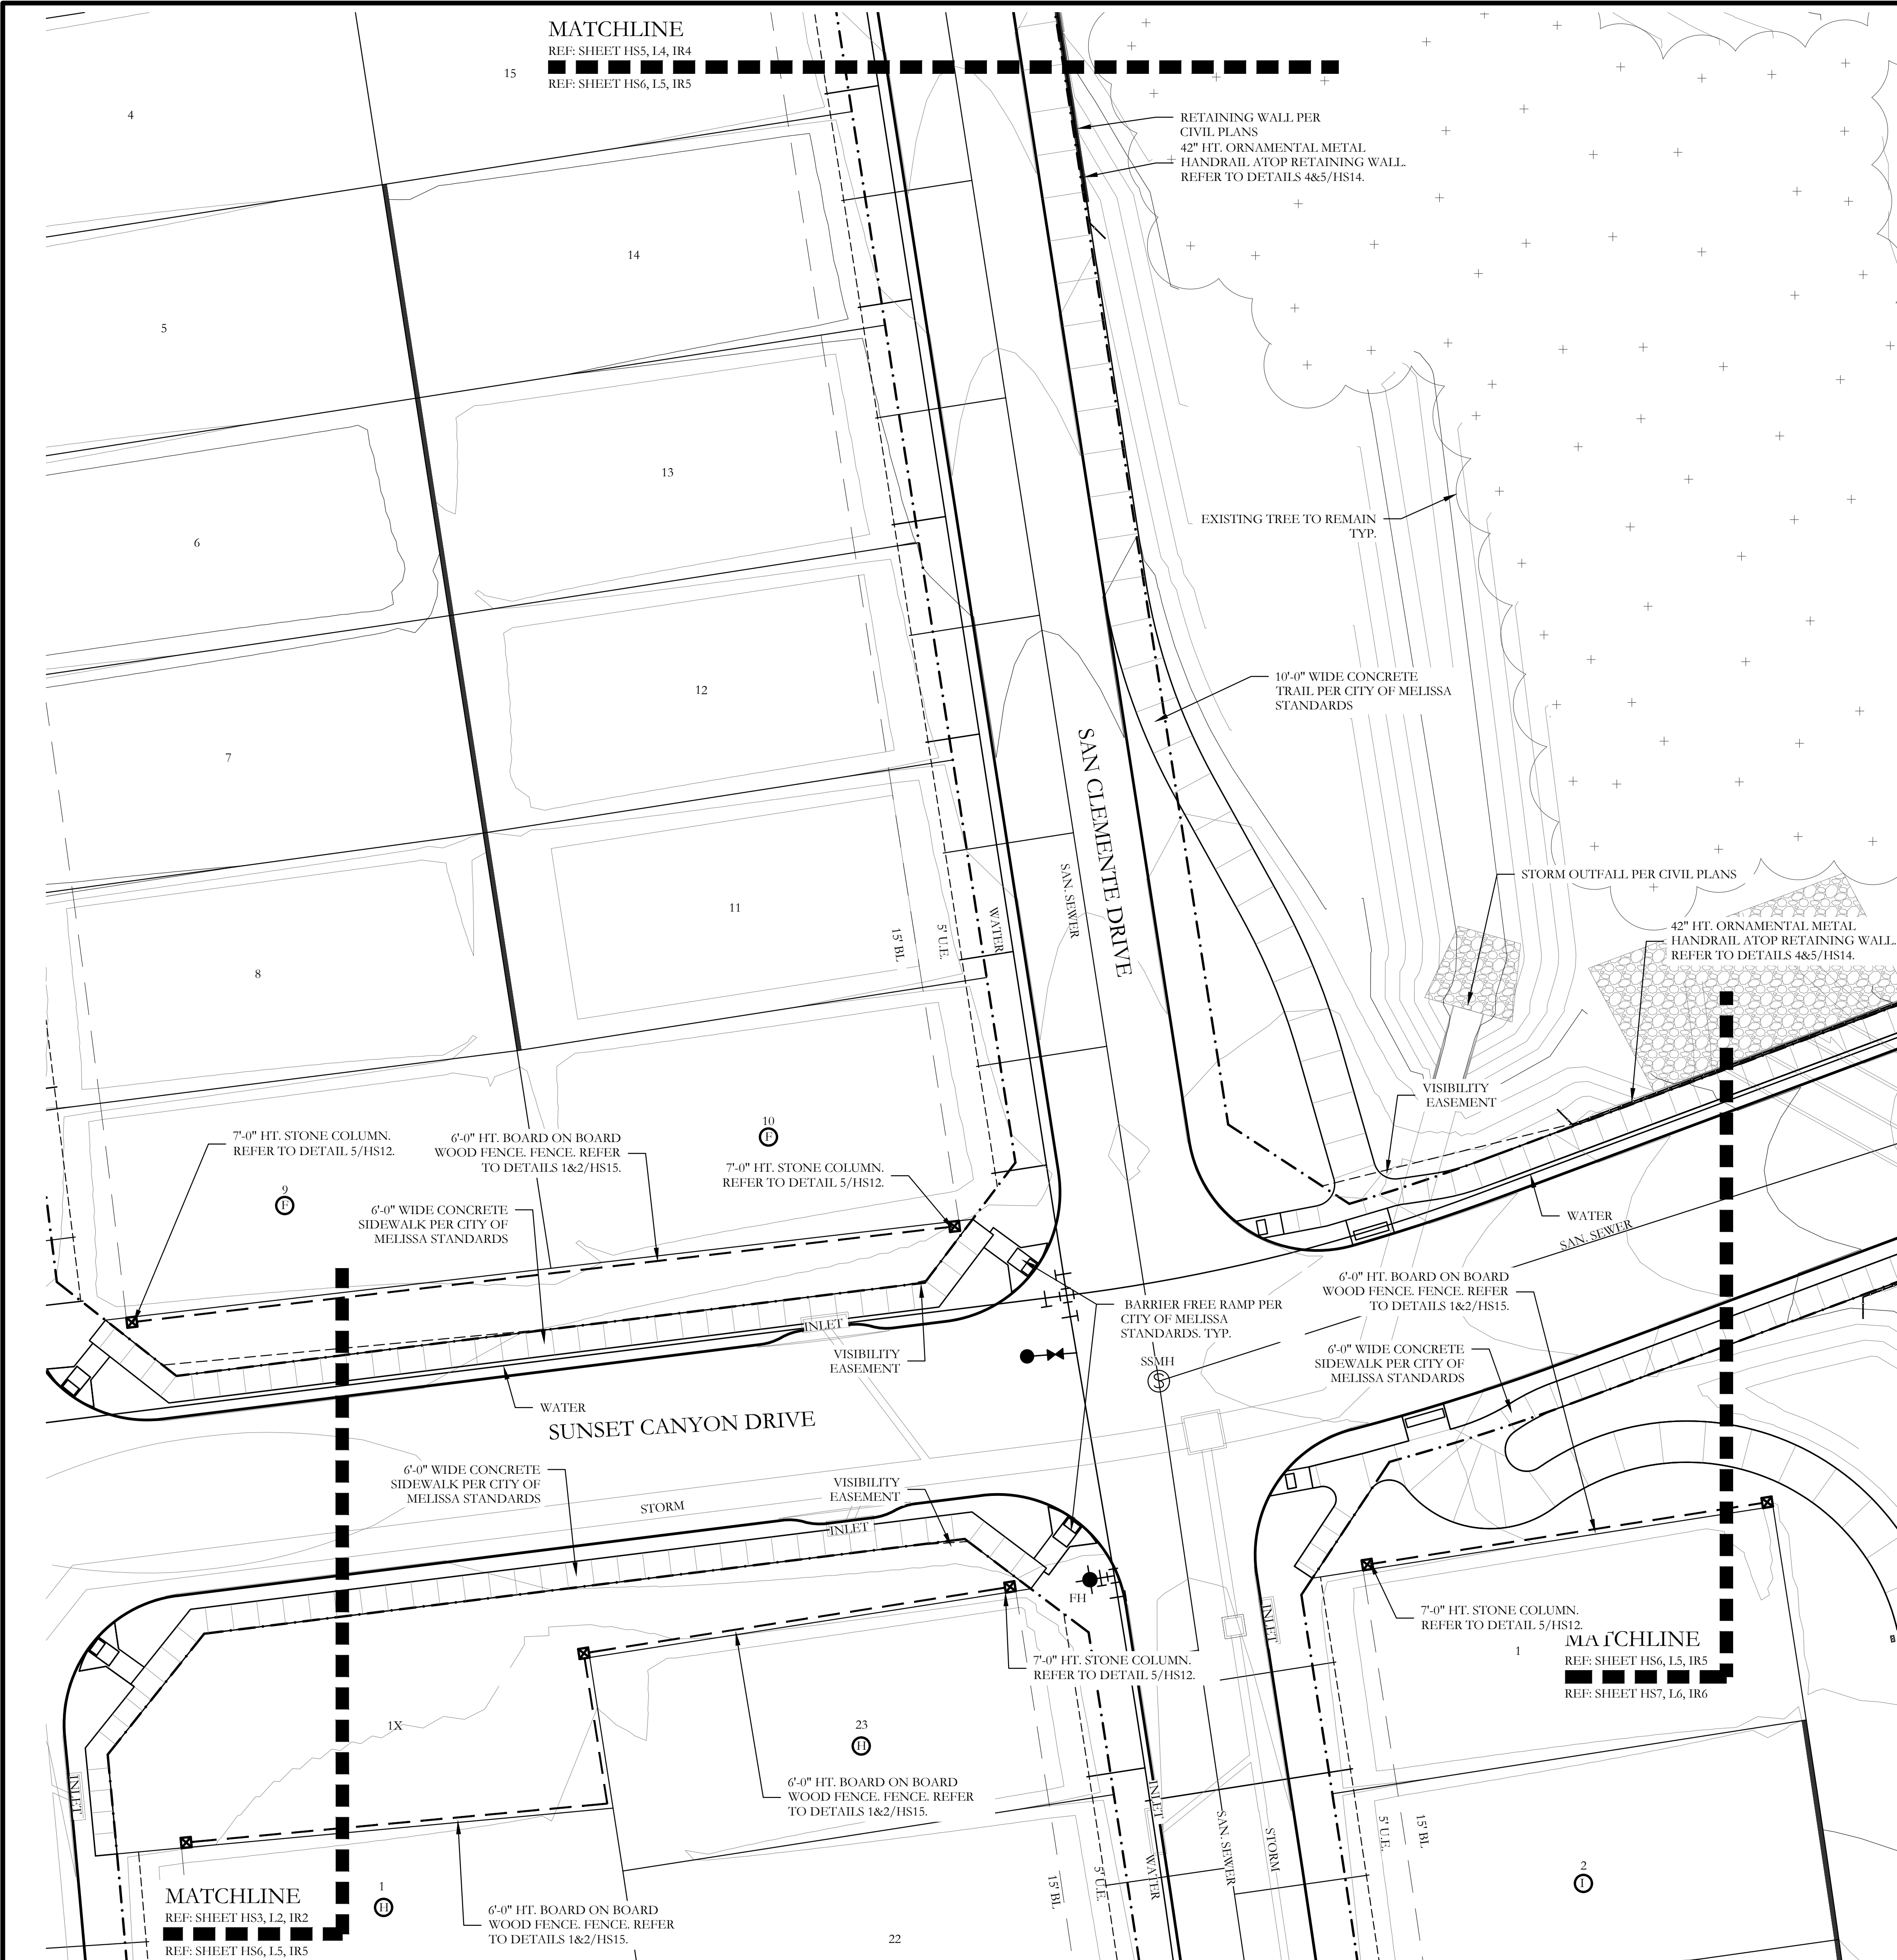 MATCHLINE
REF: SHEET HS5, L4, IR4
REF: SHEET HS6, L5, IR5
15
4
RETAINING WALL PER
CIVIL PLANS
42" HT. ORNAMENTAL METAL
HANDRAIL ATOP RETAINING WALL.
REFER TO DETAILS 4&5/HS14.
14
5
13
6
EXISTING TREE TO REMAIN
TYP.
12
7
10'-0" WIDE CONCRETE
TRAIL PER CITY OF MELISSA
STANDARDS
SAN CLEMENTE DRIVE
11
8
15' BL
5' U.E.
WATER
SAN. SEWER
STORM OUTFALL PER CIVIL PLANS
42" HT. ORNAMENTAL METAL
HANDRAIL ATOP RETAINING WALL.
REFER TO DETAILS 4&5/HS14.
VISIBILITY
EASEMENT
10
F
7'-0" HT. STONE COLUMN.
REFER TO DETAIL 5/HS12.
6'-0" HT. BOARD ON BOARD
WOOD FENCE. FENCE. REFER
TO DETAILS 1&2/HS15.
7'-0" HT. STONE COLUMN.
REFER TO DETAIL 5/HS12.
9
F
6'-0" WIDE CONCRETE
SIDEWALK PER CITY OF
MELISSA STANDARDS
WATER
SAN. SEWER
6'-0" HT. BOARD ON BOARD
WOOD FENCE. FENCE. REFER
TO DETAILS 1&2/HS15.
BARRIER FREE RAMP PER
CITY OF MELISSA
STANDARDS. TYP.
INLET
VISIBILITY
EASEMENT
SSMH
S
6'-0" WIDE CONCRETE
SIDEWALK PER CITY OF
MELISSA STANDARDS
WATER
SUNSET CANYON DRIVE
6'-0" WIDE CONCRETE
SIDEWALK PER CITY OF
MELISSA STANDARDS
STORM
VISIBILITY
EASEMENT
INLET
FH
INLET
7'-0" HT. STONE COLUMN.
REFER TO DETAIL 5/HS12.
1
MATCHLINE
REF: SHEET HS6, L5, IR5
REF: SHEET HS7, L6, IR6
7'-0" HT. STONE COLUMN.
REFER TO DETAIL 5/HS12.
1X
23
H
INLET
6'-0" HT. BOARD ON BOARD
WOOD FENCE. FENCE. REFER
TO DETAILS 1&2/HS15.
INLET
SAN. SEWER
STORM
5' U.E.
15' BL
15' BL
5' U.E.
WATER
2
I
MATCHLINE
REF: SHEET HS3, L2, IR2
REF: SHEET HS6, L5, IR5
1
H
6'-0" HT. BOARD ON BOARD
WOOD FENCE. FENCE. REFER
TO DETAILS 1&2/HS15.
22